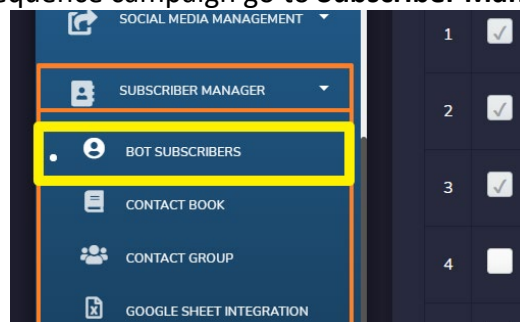 equence campaign go to Subscriber Man
SOCIAL MEDIA MANAGEMENT
1
SUBSCRIBER MANAGER
2
BOT SUBSCRIBERS
3
CONTACT BOOK
CONTACT GROUP
4
GOOGLE SHEET INTEGRATION